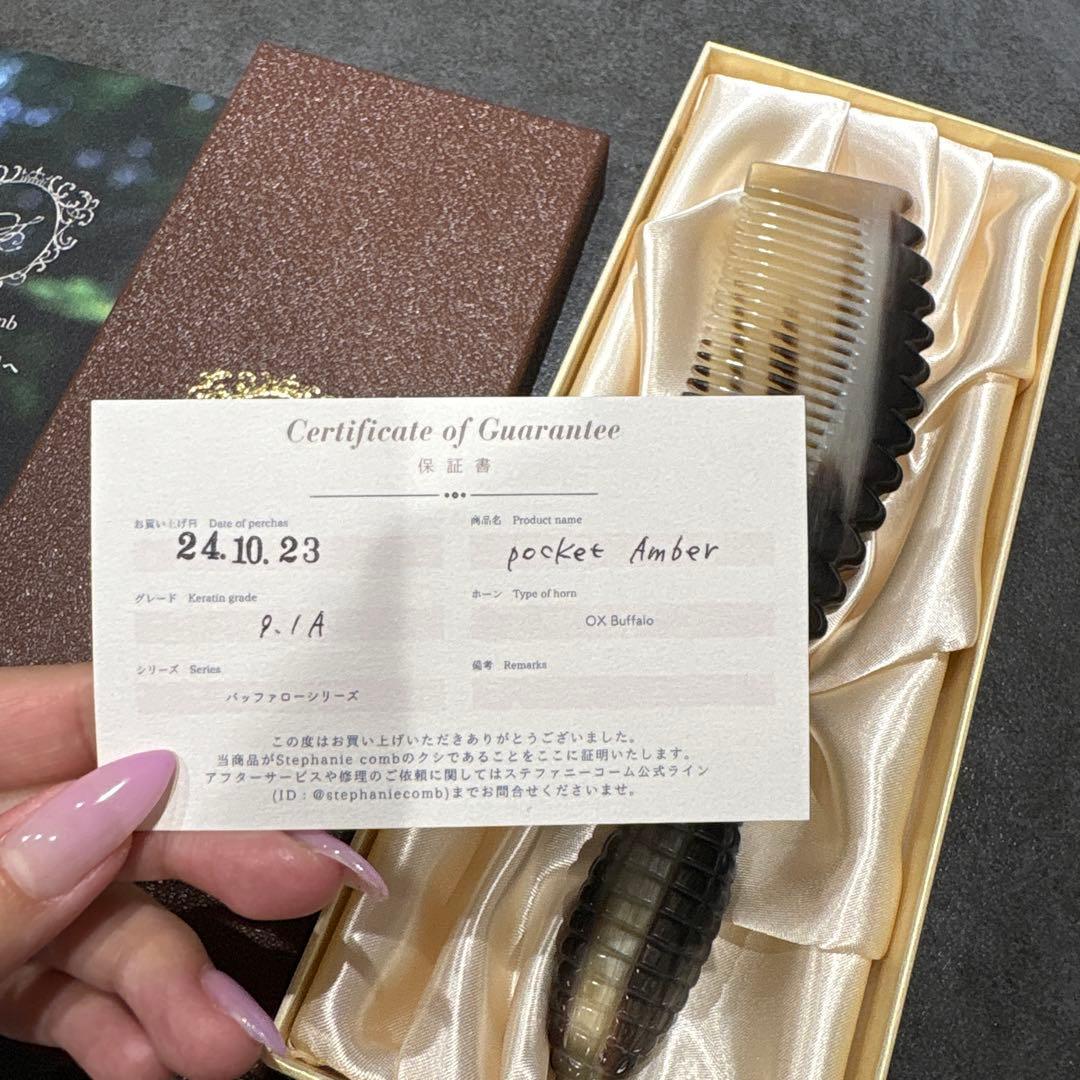 Certificate of Guarantee
保証書
お買い上げ日 Date of perchas
24.10.23
商品名 Product name
pocket Amber
グレード Keratin grade
9.1A
ホーン Type of horn
OX Buffalo
シリーズ Series
バッファローシリーズ
備考 Remarks
この度はお買い上げいただきありがとうございました。
当商品がStephanie combのクシであることをここに証明いたします。
アフターサービスや修理のご依頼に関してはステファニーコーム公式ライン
(ID：@stephaniecomb)までお問合せくださいませ。